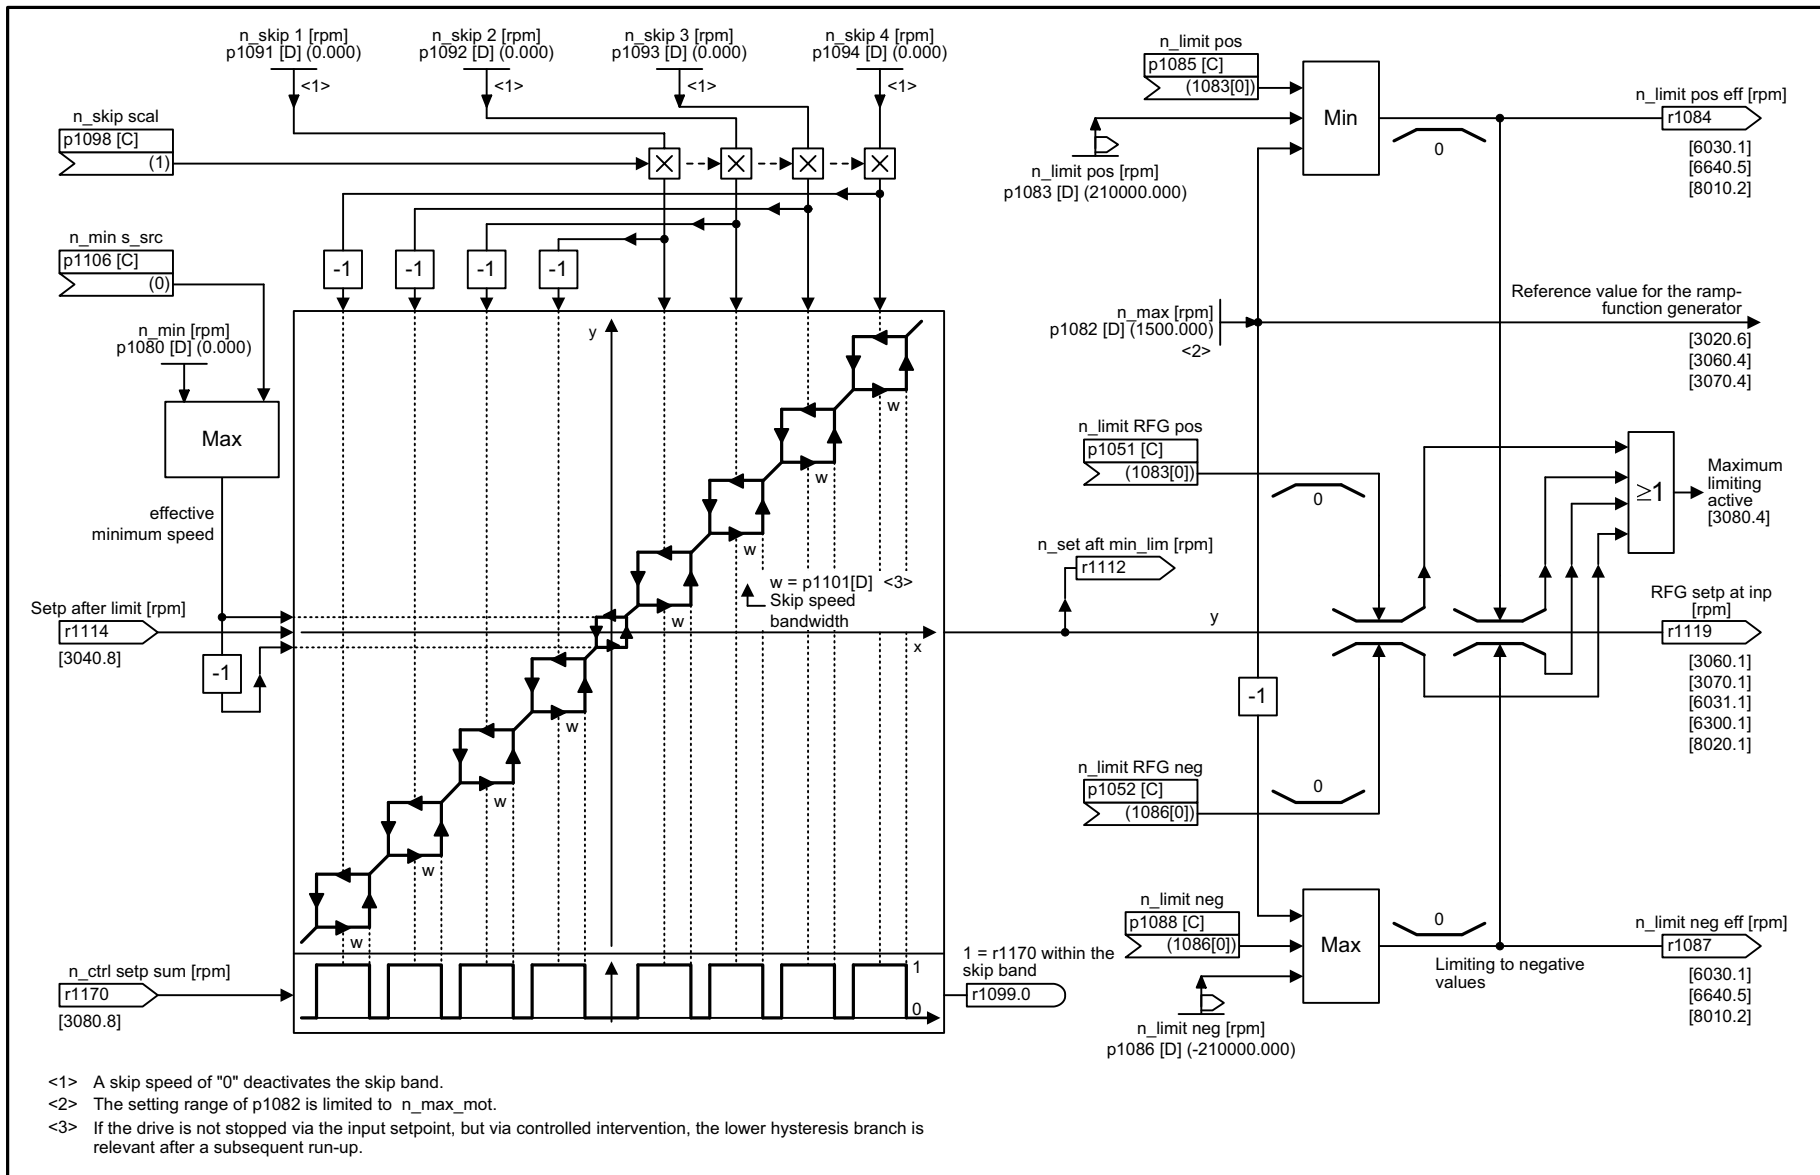 n_skip 1 [rpm]
p1091 [D] (0.000)
<1>
n_skip 2 [rpm]
p1092 [D] (0.000)
<1>
n_skip 3 [rpm]
p1093 [D] (0.000)
<1>
n_skip 4 [rpm]
p1094 [D] (0.000)
<1>
n_skip scal
p1098 [C]
(1)
n_min s_src
p1106 [C]
(0)
n_min [rpm]
p1080 [D] (0.000)
Max
effective
minimum speed
Setp after limit [rpm]
r1114
[3040.8]
-1
-1
-1
-1
-1
y
x
w
w
w
w
w
w
w
w
w = p1101[D] <3>
Skip speed
bandwidth
n_ctrl setp sum [rpm]
r1170
[3080.8]
1
0
1 = r1170 within the
skip band
r1099.0
n_limit pos
p1085 [C]
(1083[0])
n_limit pos [rpm]
p1083 [D] (210000.000)
Min
0
n_limit pos eff [rpm]
r1084
[6030.1]
[6640.5]
[8010.2]
n_max [rpm]
p1082 [D] (1500.000)
<2>
Reference value for the ramp-
function generator
[3020.6]
[3060.4]
[3070.4]
n_limit RFG pos
p1051 [C]
(1083[0])
0
≥1
Maximum
limiting
active
[3080.4]
n_set aft min_lim [rpm]
r1112
y
RFG setp at inp
[rpm]
r1119
[3060.1]
[3070.1]
[6031.1]
[6300.1]
[8020.1]
-1
n_limit RFG neg
p1052 [C]
(1086[0])
0
n_limit neg
p1088 [C]
(1086[0])
n_limit neg [rpm]
p1086 [D] (-210000.000)
Max
0
Limiting to negative
values
n_limit neg eff [rpm]
r1087
[6030.1]
[6640.5]
[8010.2]
<1> A skip speed of "0" deactivates the skip band.
<2> The setting range of p1082 is limited to n_max_mot.
<3> If the drive is not stopped via the input setpoint, but via controlled intervention, the lower hysteresis branch is
relevant after a subsequent run-up.